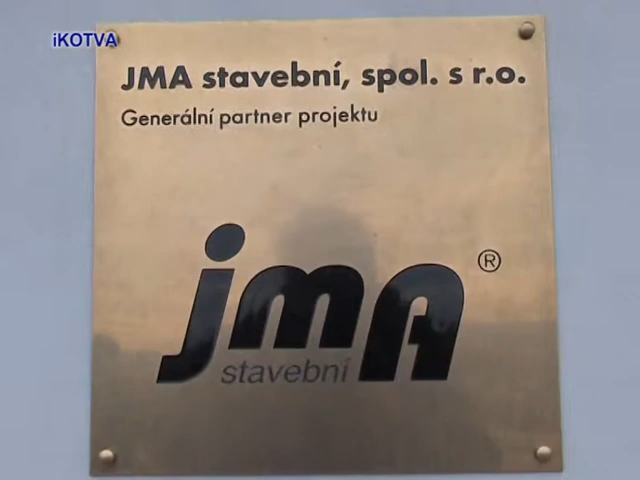 iKOTVA
JMA stavební, spol. s r.o.
Generální partner projektu
jmA ®
stavební